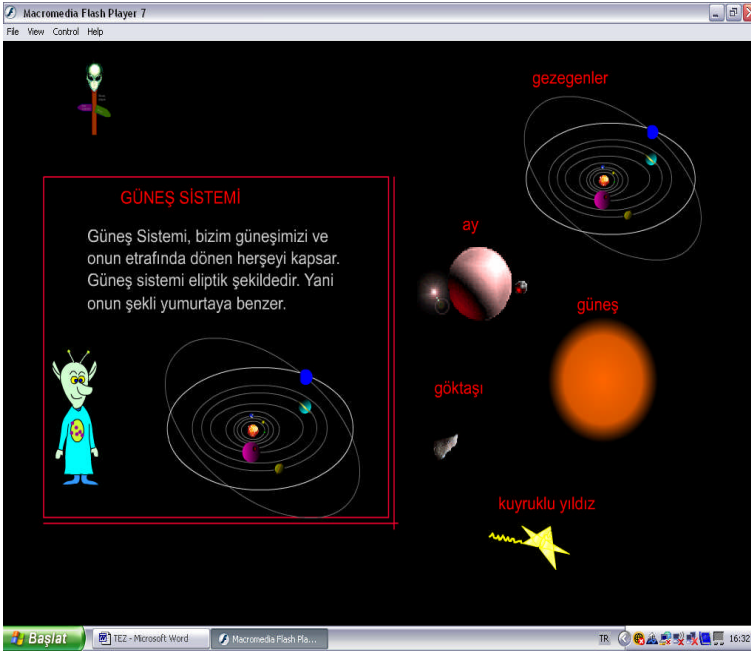 Macromedia Flash Player 7
File View Control Help
gezegenler
GÜNEŞ SİSTEMİ
Güneş Sistemi, bizim güneşimizi ve
onun etrafında dönen herşeyi kapsar.
Güneş sistemi eliptik şekildedir. Yani
onun şekli yumurtaya benzer.
ay
güneş
göktaşı
kuyruklu yıldız
Başlat
TEZ - Microsoft Word
Macromedia Flash Pla...
TR
16:32